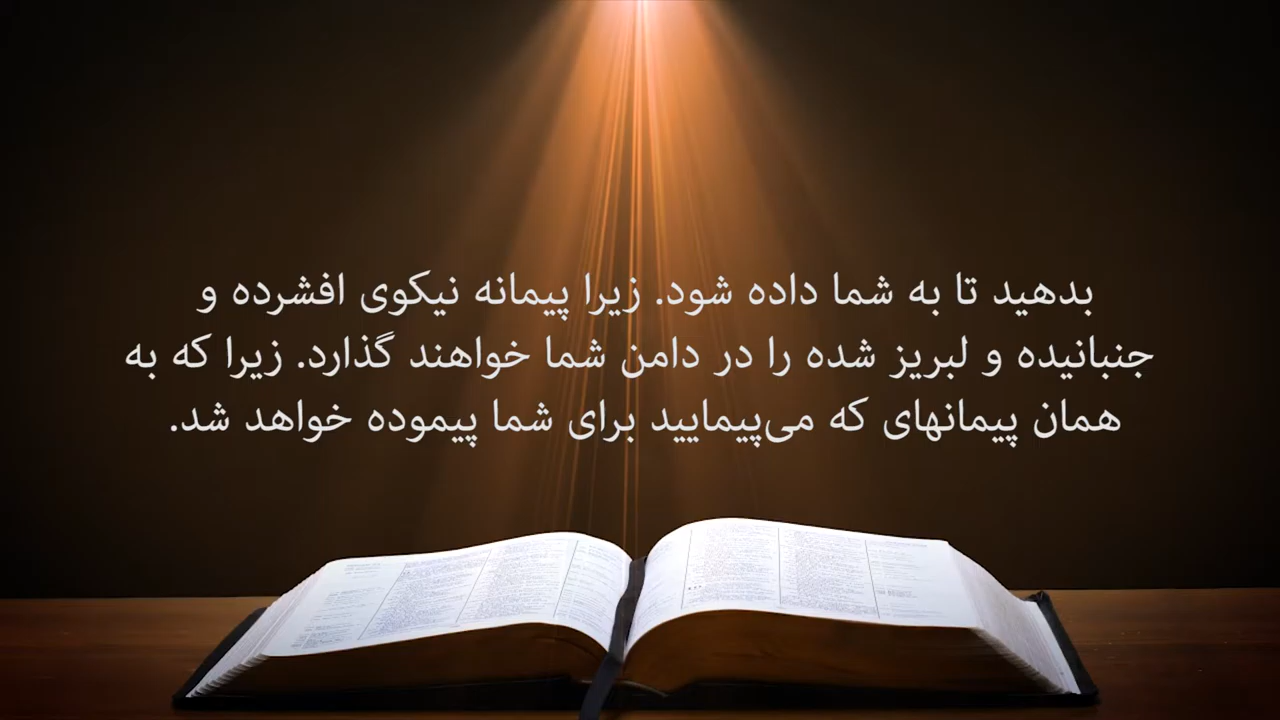 بدهید تا به شما داده شود. زیرا پیمانه نیکوی افشرده و
جنبانیده و لبریز شده را در دامن شما خواهند گذارد. زیرا که به
همان پیمانهای که می‌پیمایید برای شما پیموده خواهد شد.